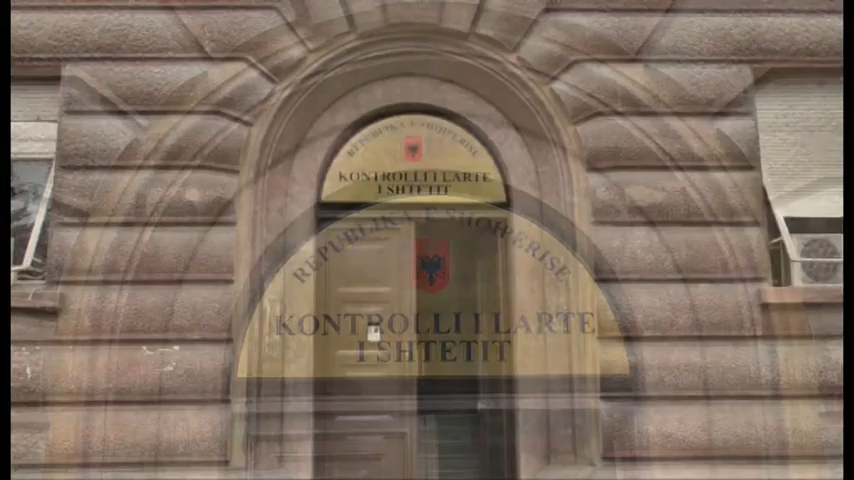 REPUBLIKA E SHQIPERISE
KONTROLLI I LARTE
I SHTETIT
REPUBLIKA E SHQIPERISE
KONTROLLI I LARTE
I SHTETIT